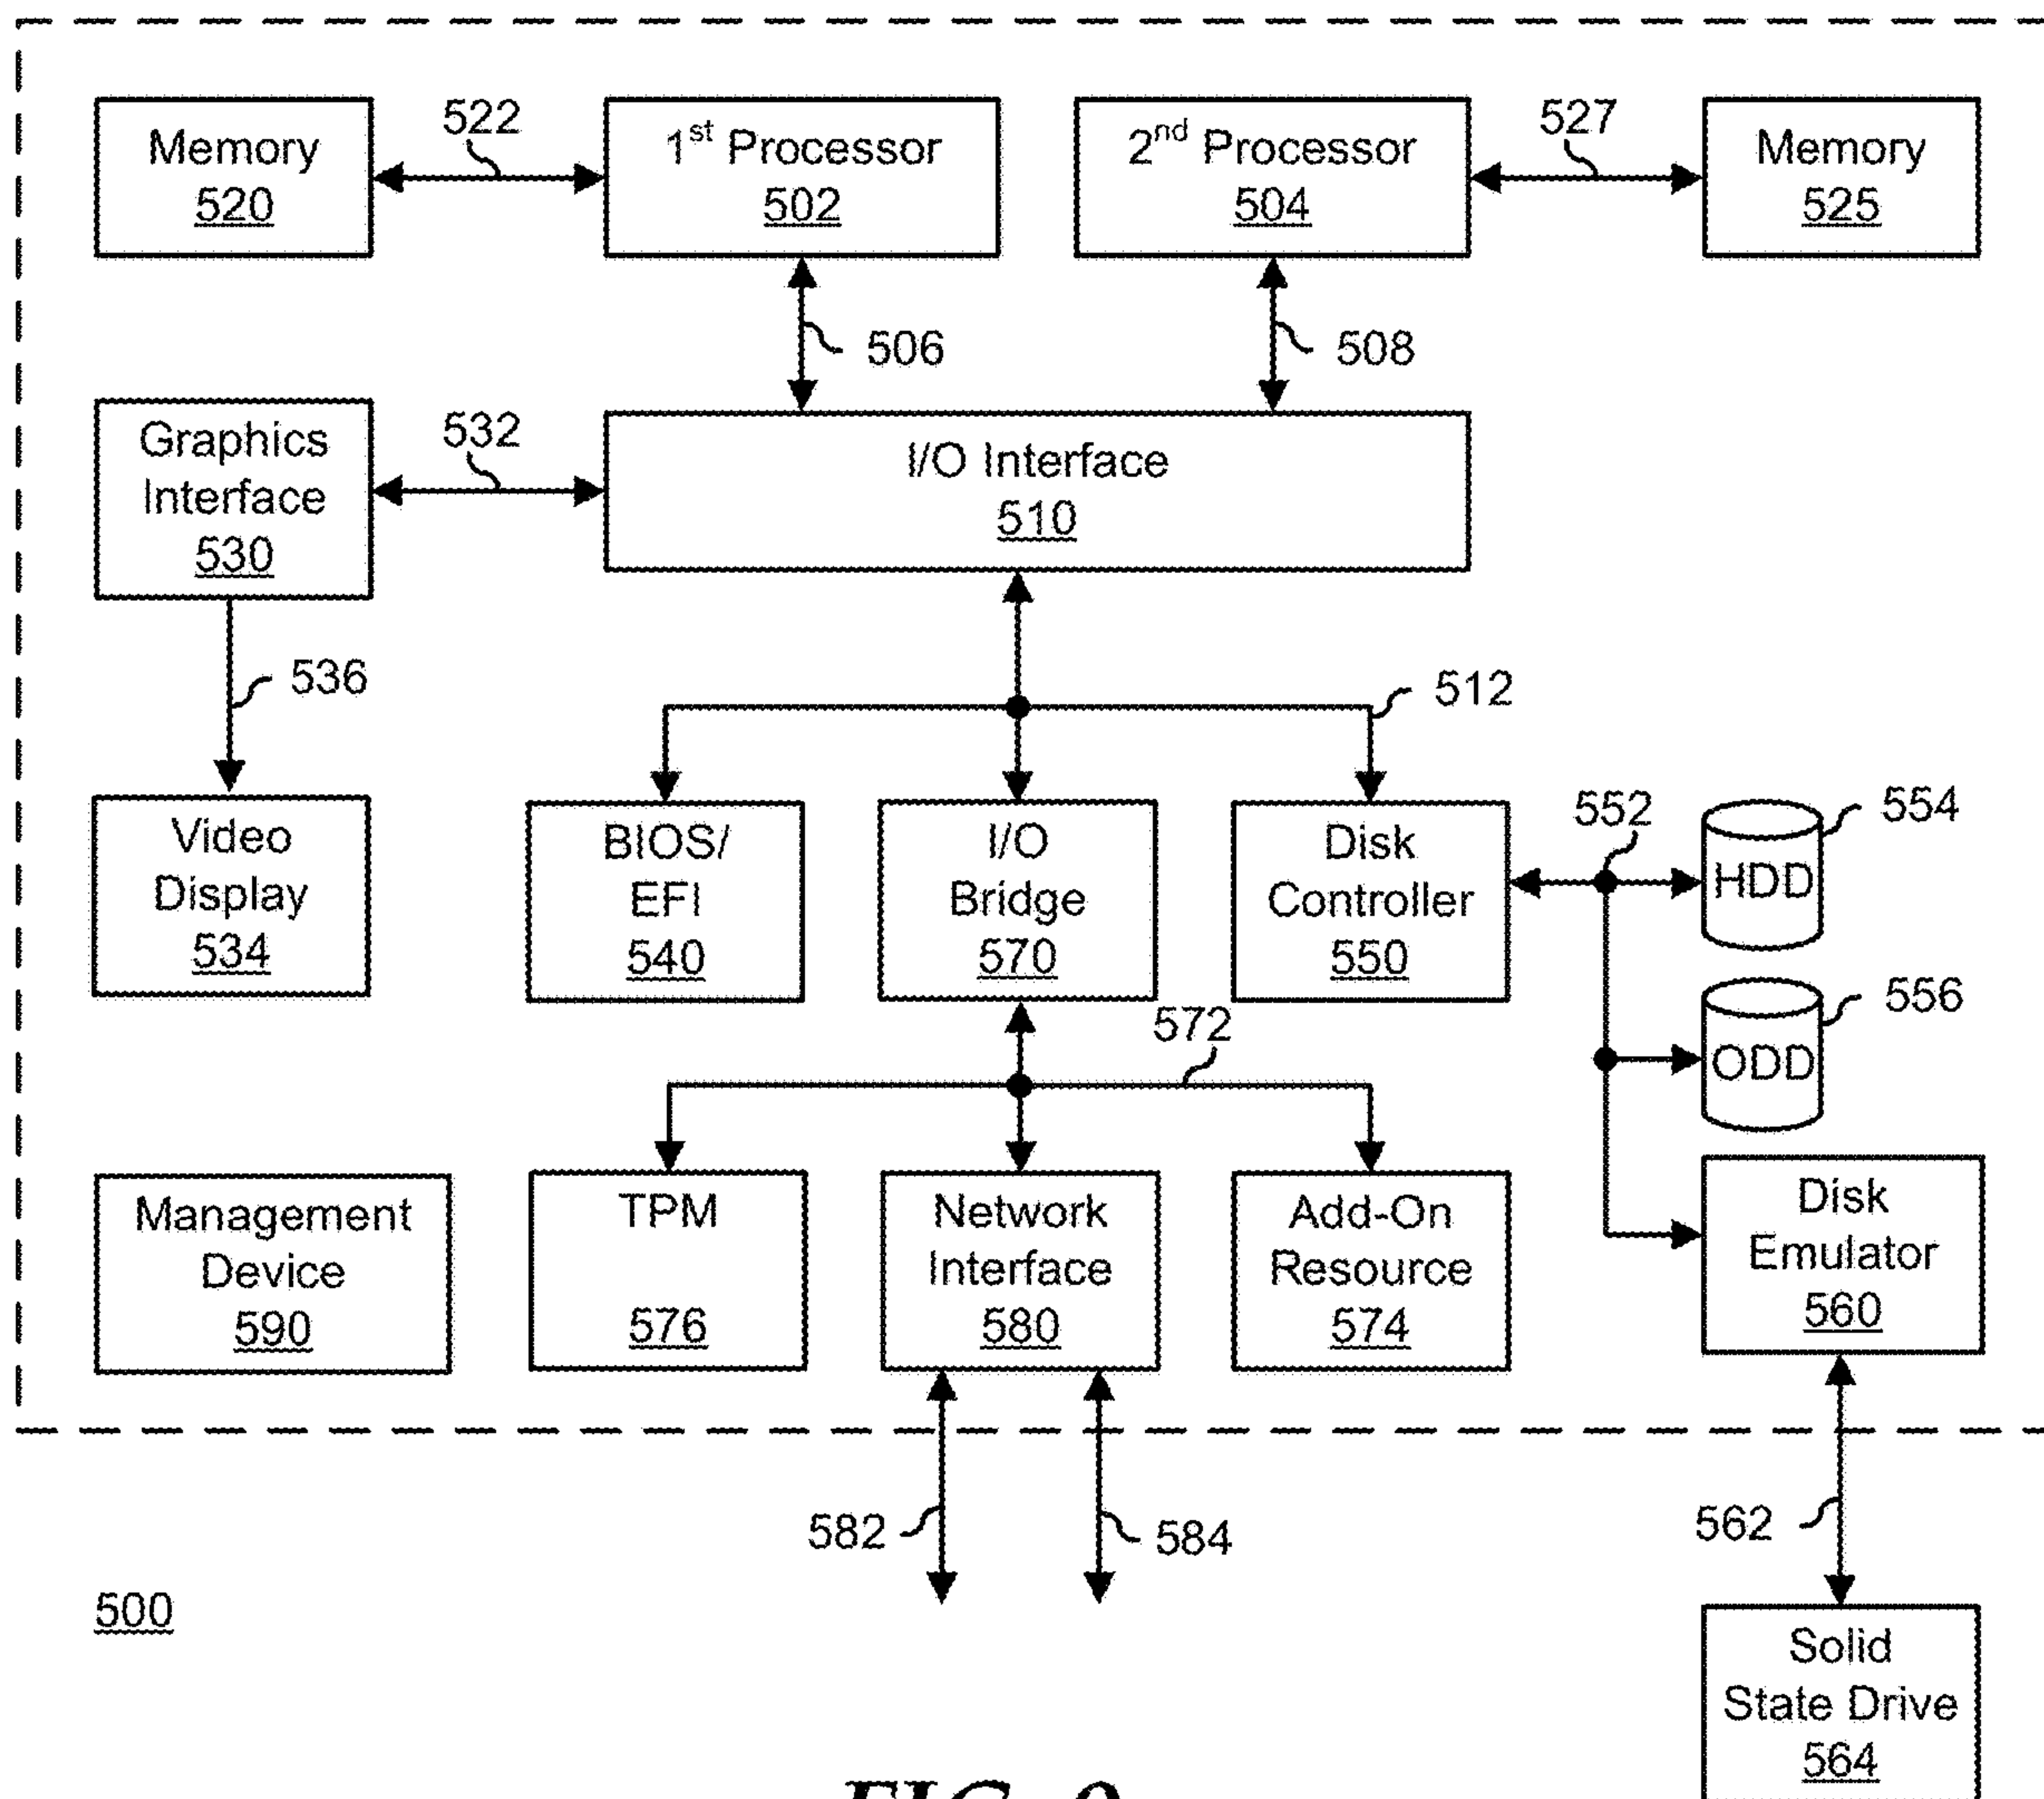 Memory
520
522
1st Processor
502
2nd Processor
504
527
Memory
525
506
508
Graphics
Interface
530
532
I/O Interface
510
536
512
Video
Display
534
BIOS/
EFI
540
I/O
Bridge
570
Disk
Controller
550
552
554
HDD
556
ODD
572
Management
Device
590
TPM
576
Network
Interface
580
Add-On
Resource
574
Disk
Emulator
560
582
584
562
500
Solid
State Drive
564